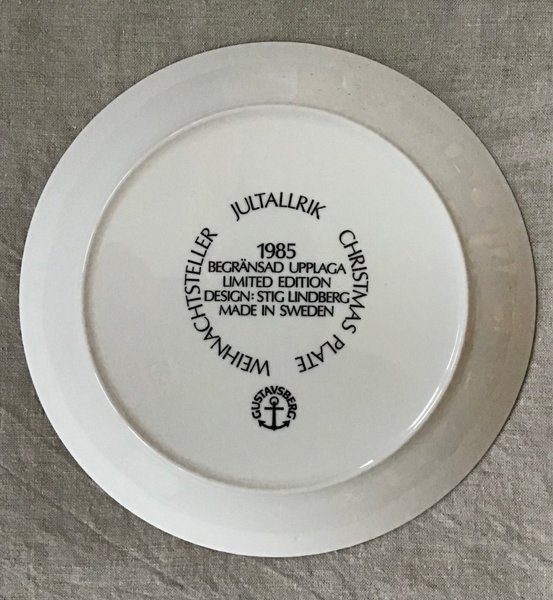 JULTALLRIK
CHRISTMAS PLATE
WEIHNACHTSTELLER
1985
BEGRÄNSAD UPPLAGA
LIMITED EDITION
DESIGN: STIG LINDBERG
MADE IN SWEDEN
GUSTAVSBERG